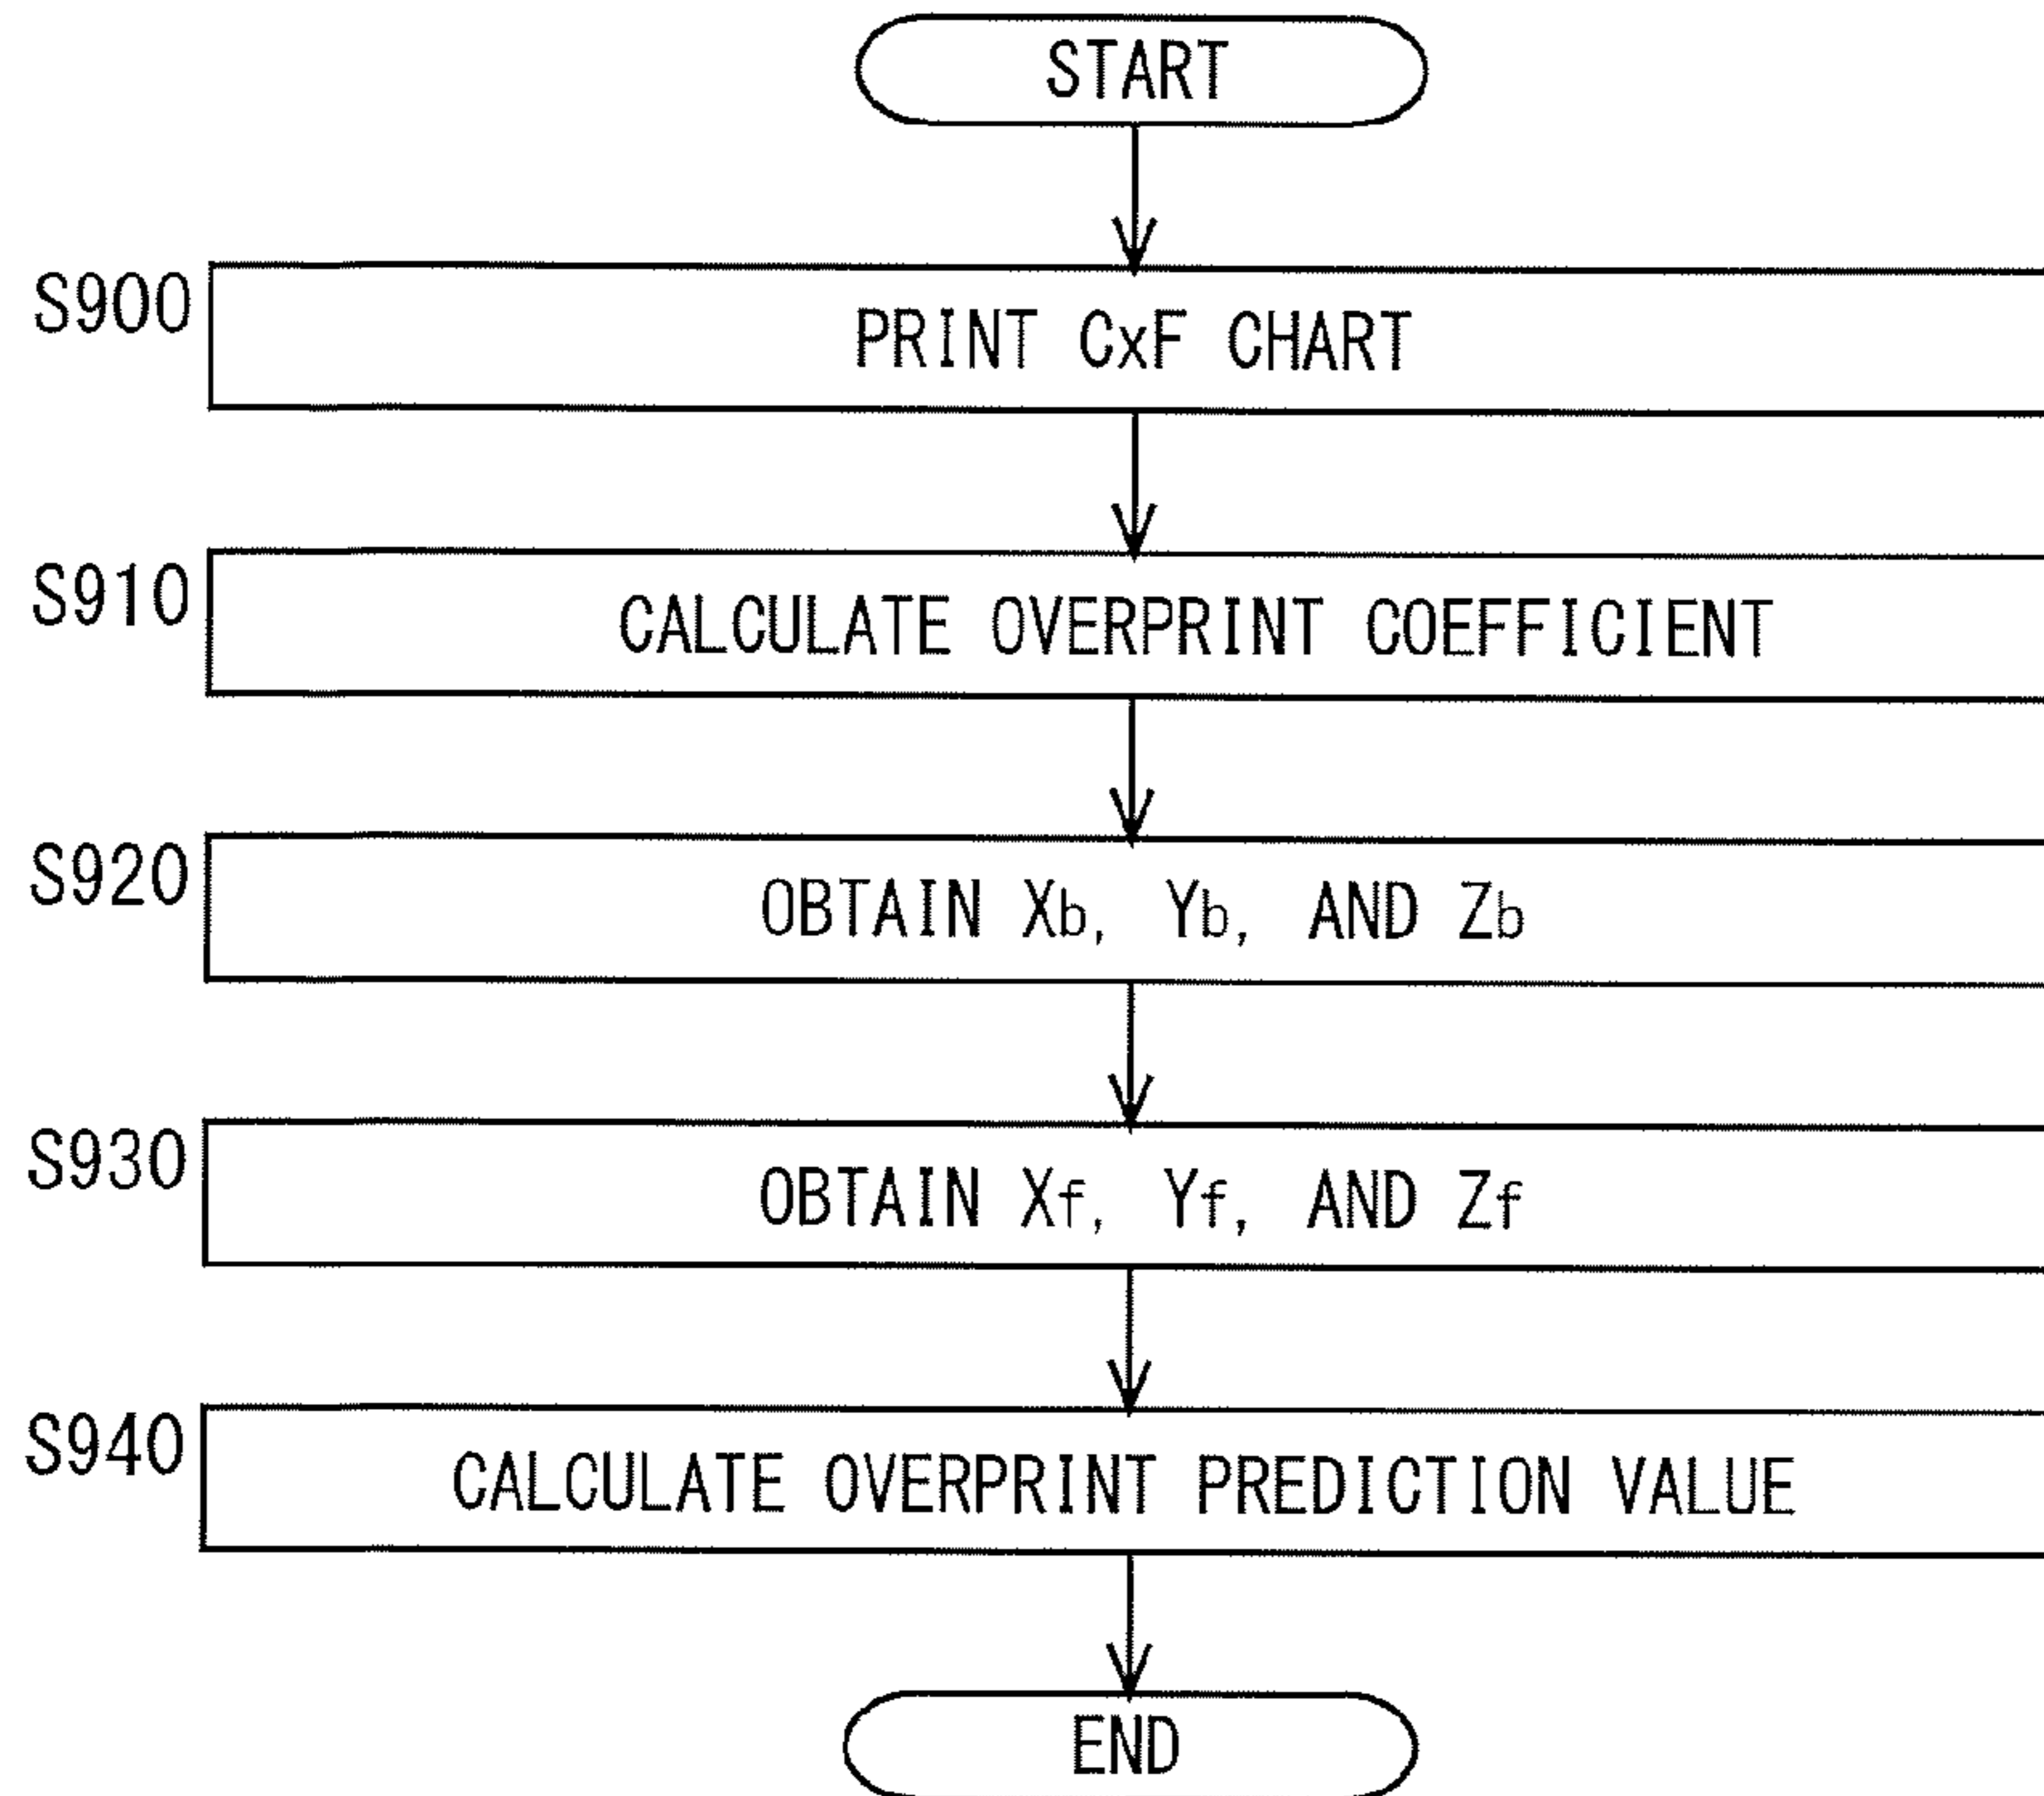 START
S900
PRINT CxF CHART
S910
CALCULATE OVERPRINT COEFFICIENT
S920
OBTAIN Xb, Yb, AND Zb
S930
OBTAIN Xf, Yf, AND Zf
S940
CALCULATE OVERPRINT PREDICTION VALUE
END